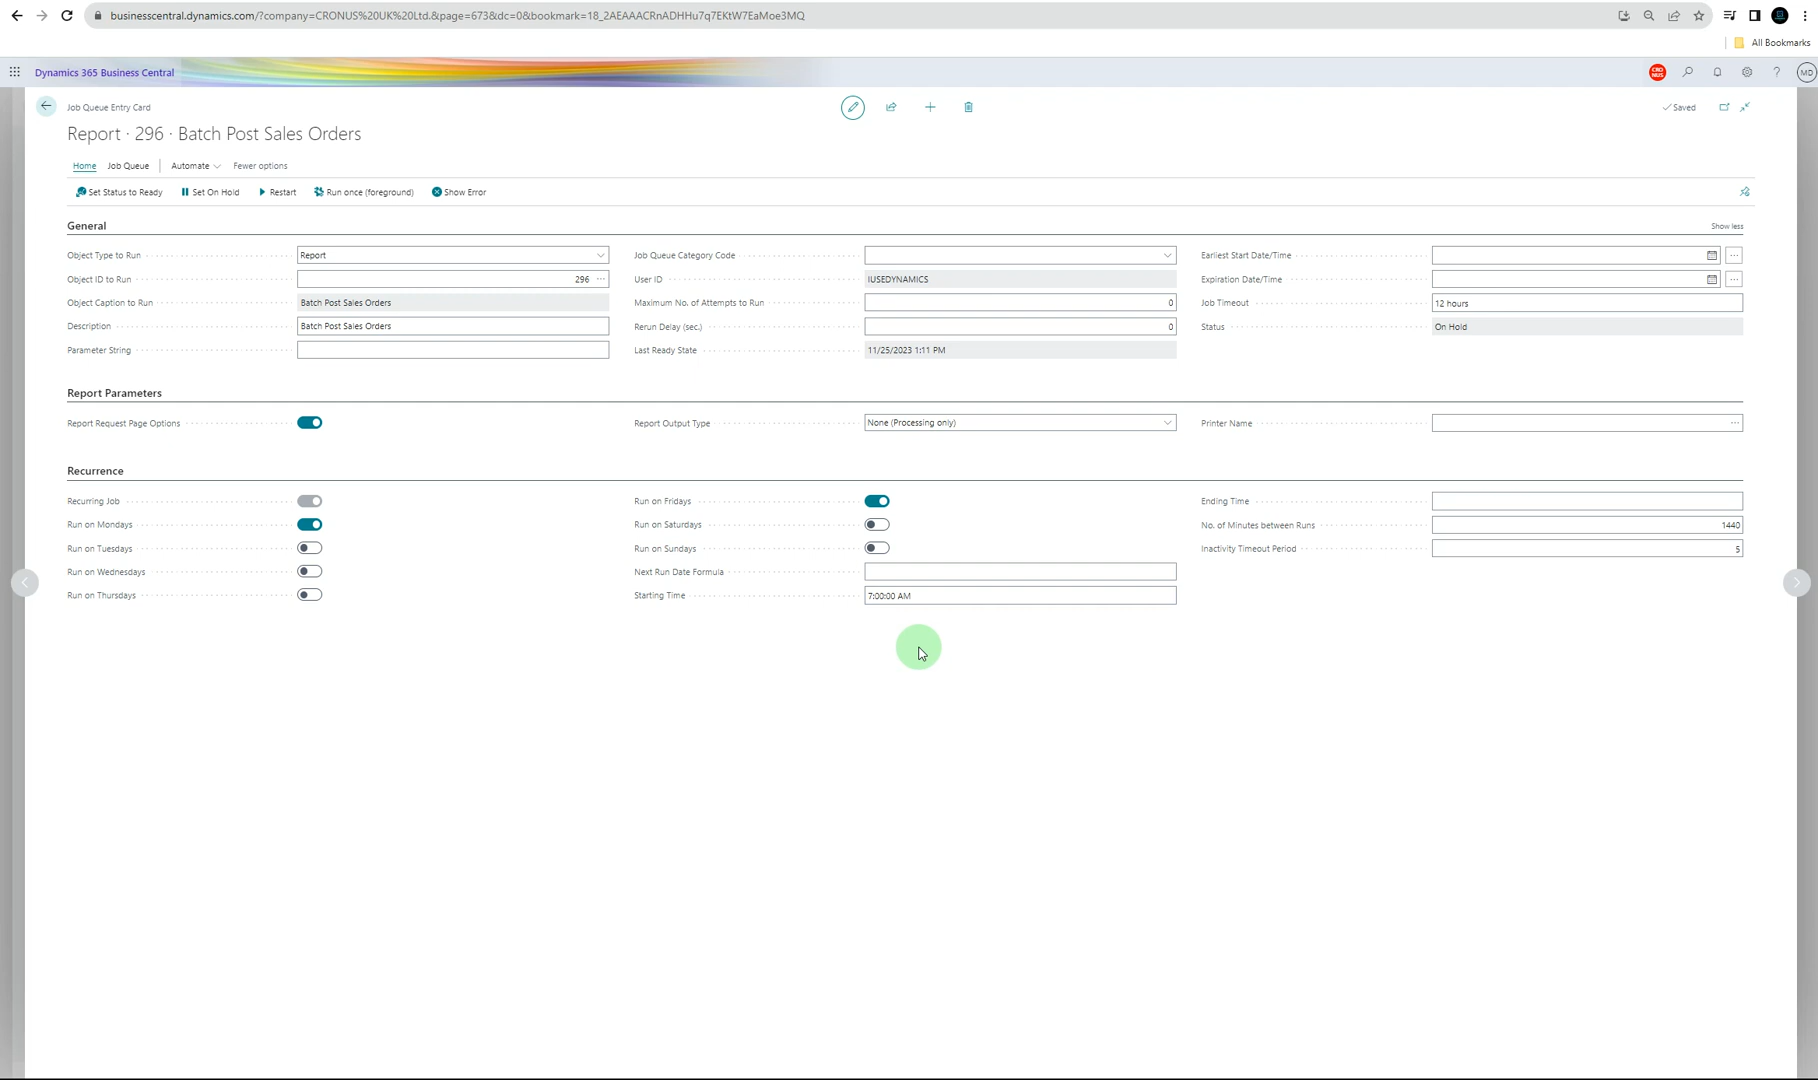 businesscentral.dynamics.com/?company=CRONUS%20UK%20Ltd.&page=673&dc=0&bookmark=18_2AEAAACRnADHHu7q7EKtW7EaMoe3MQ
All Bookmarks
Dynamics 365 Business Central
CRO
NUS
MD
Job Queue Entry Card
Saved
Report · 296 · Batch Post Sales Orders
Home Job Queue Automate Fewer options
Set Status to Ready Set On Hold Restart Run once (foreground) Show Error
General Show less
Object Type to Run Report
Object ID to Run 296
Object Caption to Run Batch Post Sales Orders
Description Batch Post Sales Orders
Parameter String
Job Queue Category Code
User ID IUSEDYNAMICS
Maximum No. of Attempts to Run 0
Rerun Delay (sec.) 0
Last Ready State 11/25/2023 1:11 PM
Earliest Start Date/Time
Expiration Date/Time
Job Timeout 12 hours
Status On Hold
Report Parameters
Report Request Page Options
Report Output Type None (Processing only)
Printer Name
Recurrence
Recurring Job
Run on Mondays
Run on Tuesdays
Run on Wednesdays
Run on Thursdays
Run on Fridays
Run on Saturdays
Run on Sundays
Next Run Date Formula
Starting Time 7:00:00 AM
Ending Time
No. of Minutes between Runs 1440
Inactivity Timeout Period 5